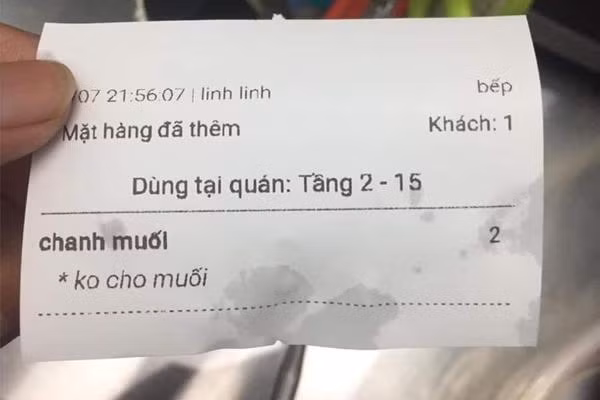 /07 21:56:07 | linh linh
bếp
Mặt hàng đã thêm
Khách: 1
Dùng tại quán: Tầng 2 - 15
chanh muối 2
* ko cho muối